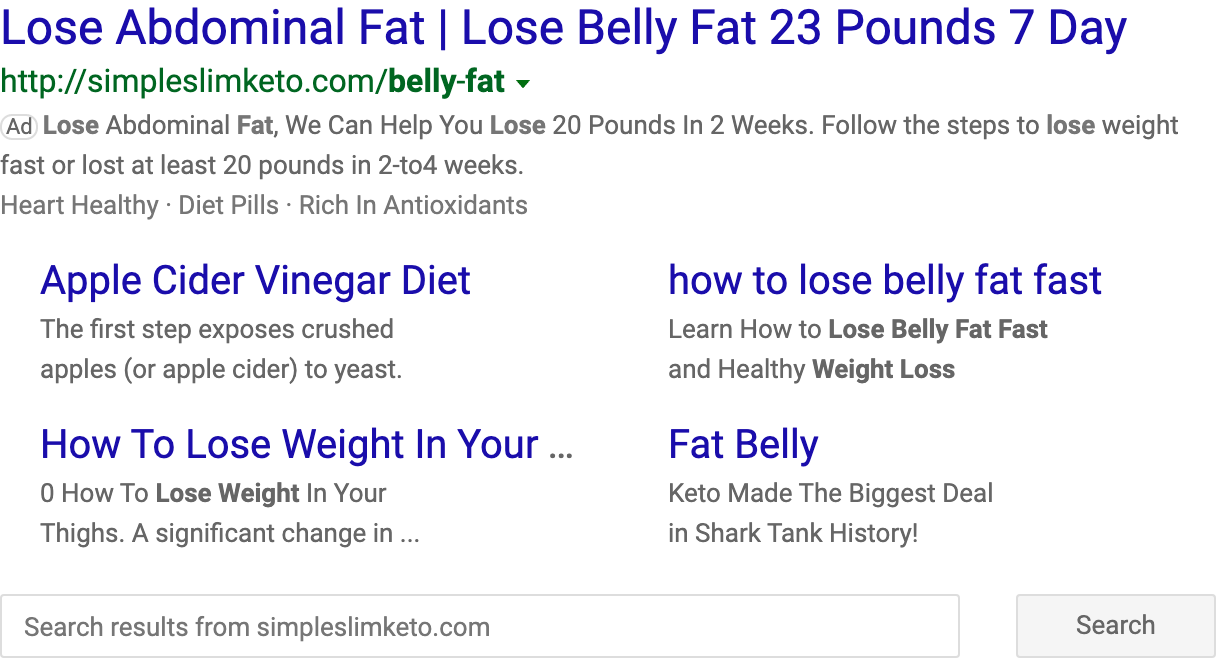 Lose Abdominal Fat | Lose Belly Fat 23 Pounds 7 Day
http://simpleslimketo.com/belly-fat
Ad Lose Abdominal Fat, We Can Help You Lose 20 Pounds In 2 Weeks. Follow the steps to lose weight
fast or lost at least 20 pounds in 2-to4 weeks.
Heart Healthy · Diet Pills · Rich In Antioxidants
Apple Cider Vinegar Diet
The first step exposes crushed
apples (or apple cider) to yeast.
how to lose belly fat fast
Learn How to Lose Belly Fat Fast
and Healthy Weight Loss
How To Lose Weight In Your ...
0 How To Lose Weight In Your
Thighs. A significant change in ...
Fat Belly
Keto Made The Biggest Deal
in Shark Tank History!
Search results from simpleslimketo.com
Search